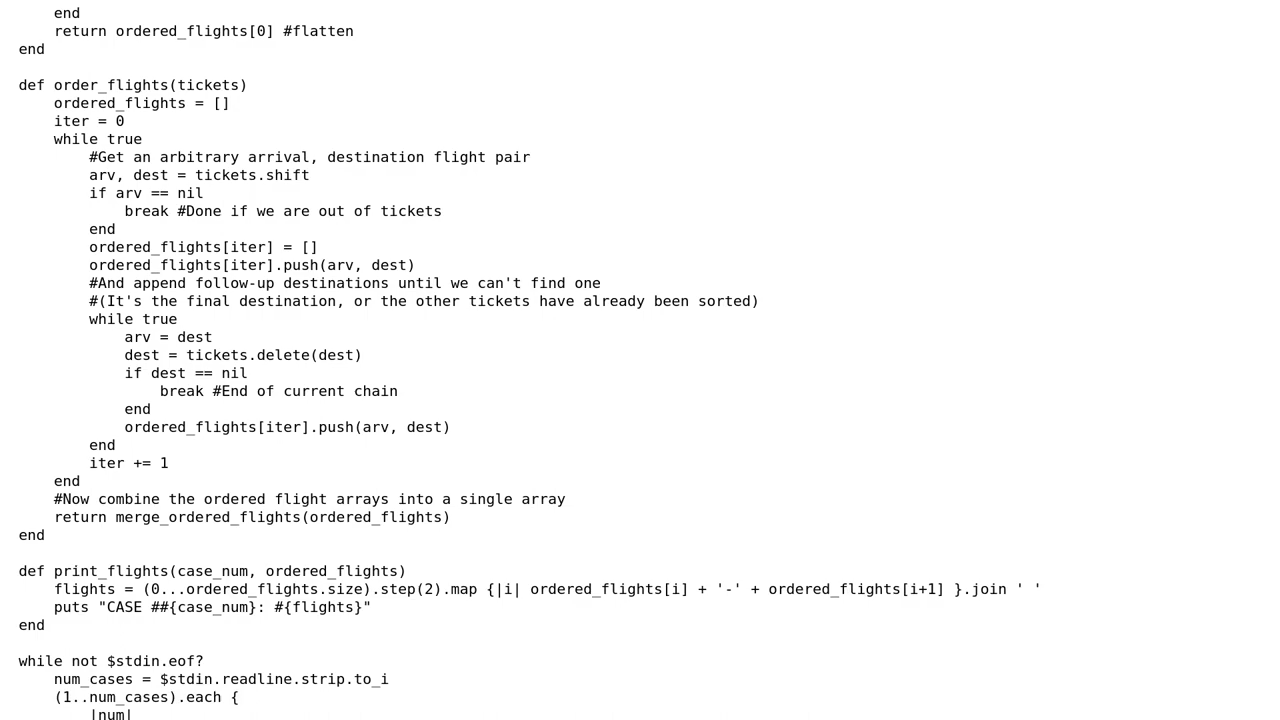 end
    return ordered_flights[0] #flatten
end

def order_flights(tickets)
    ordered_flights = []
    iter = 0
    while true
        #Get an arbitrary arrival, destination flight pair
        arv, dest = tickets.shift
        if arv == nil
            break #Done if we are out of tickets
        end
        ordered_flights[iter] = []
        ordered_flights[iter].push(arv, dest)
        #And append follow-up destinations until we can't find one
        #(It's the final destination, or the other tickets have already been sorted)
        while true
            arv = dest
            dest = tickets.delete(dest)
            if dest == nil
                break #End of current chain
            end
            ordered_flights[iter].push(arv, dest)
        end
        iter += 1
    end
    #Now combine the ordered flight arrays into a single array
    return merge_ordered_flights(ordered_flights)
end

def print_flights(case_num, ordered_flights)
    flights = (0...ordered_flights.size).step(2).map {|i| ordered_flights[i] + '-' + ordered_flights[i+1] }.join ' '
    puts "CASE ##{case_num}: #{flights}"
end

while not $stdin.eof?
    num_cases = $stdin.readline.strip.to_i
    (1..num_cases).each {
        |num|